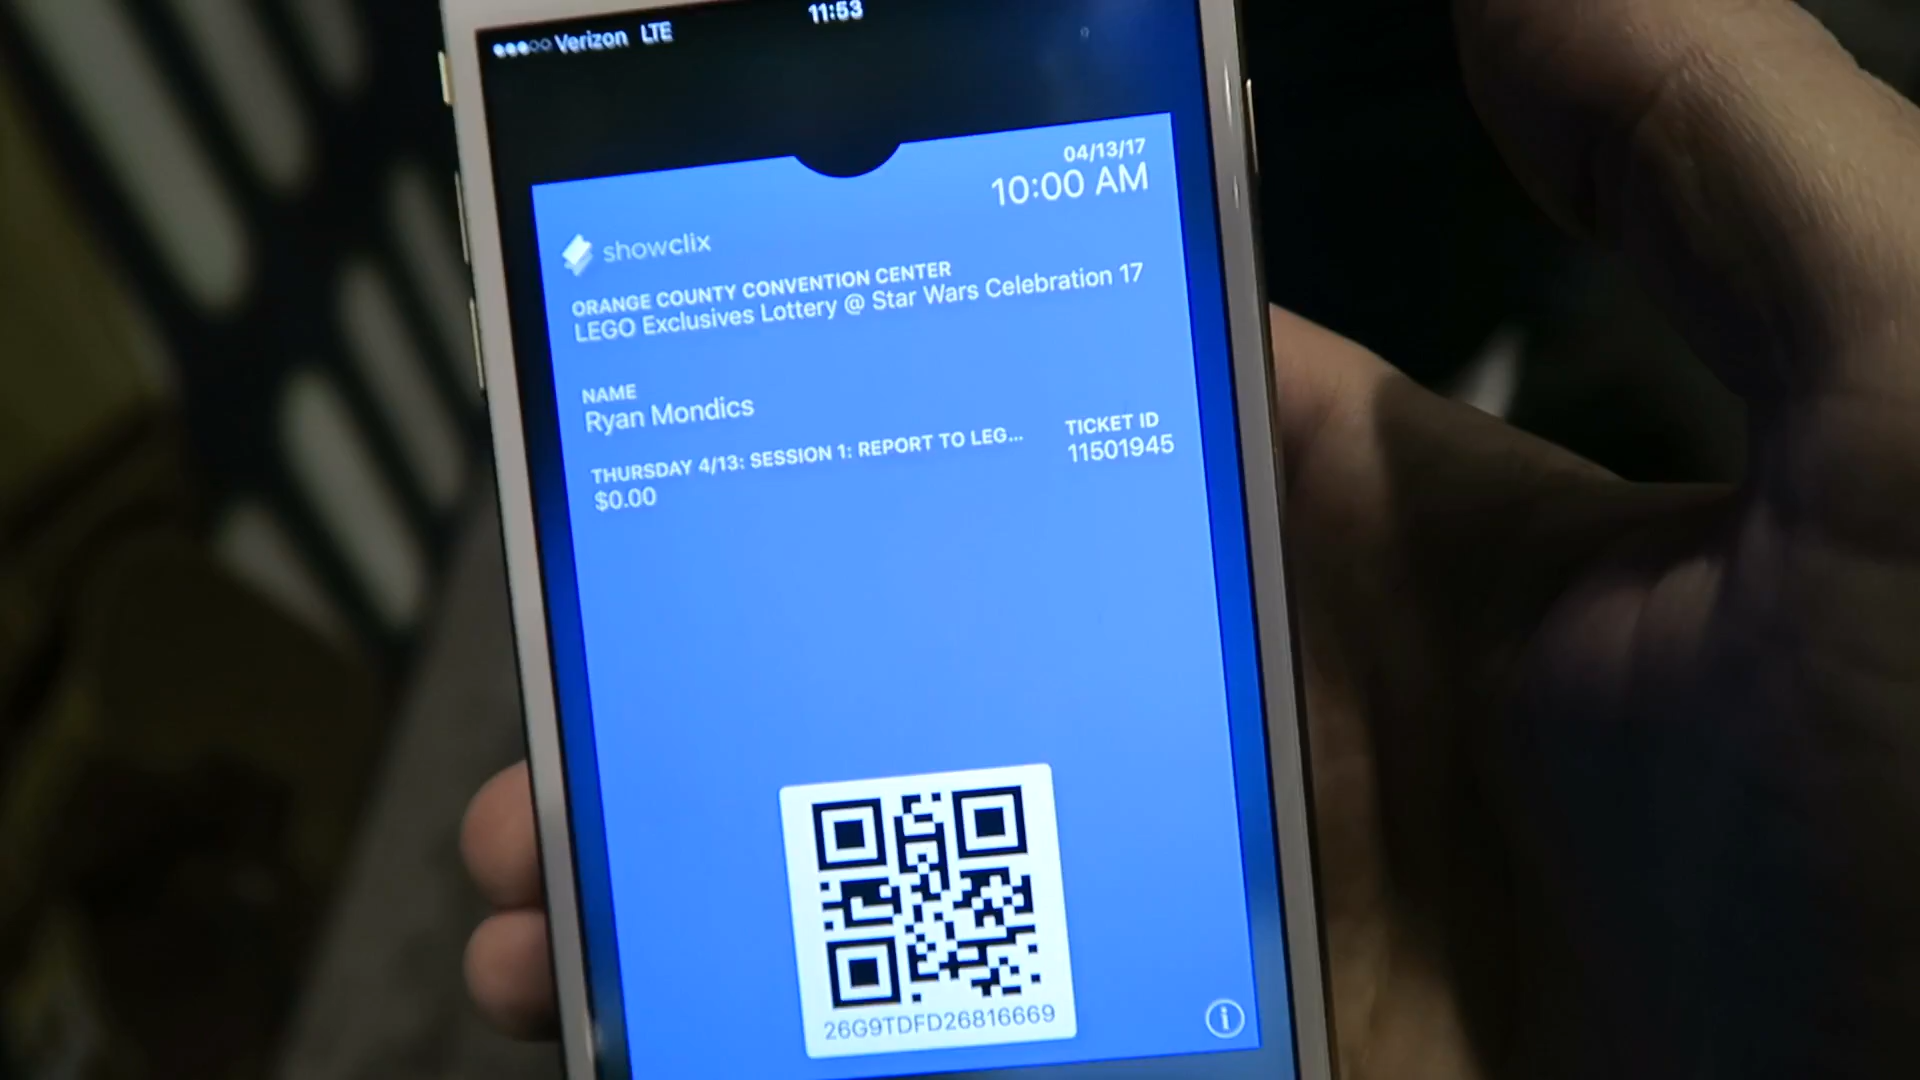 Verizon LTE 11:53
04/13/17
10:00 AM
showclix
ORANGE COUNTY CONVENTION CENTER
LEGO Exclusives Lottery @ Star Wars Celebration 17
NAME
Ryan Mondics
THURSDAY 4/13: SESSION 1: REPORT TO LEG...
$0.00
TICKET ID
11501945
26G9TDFD26816669
i